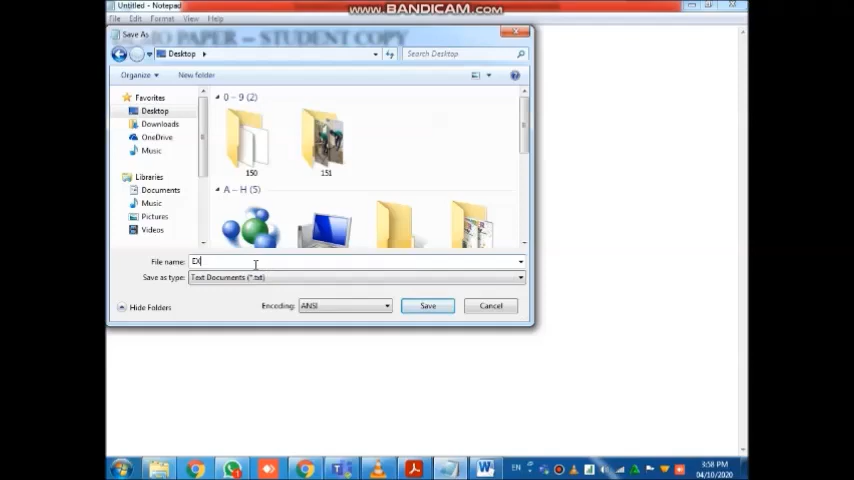 Untitled - Notepad
www.BANDICAM.com
File Edit Format View Help
PAPER – STUDENT COPY
Save As
Desktop
Search Desktop
Organize
New folder
Favorites
Desktop
Downloads
OneDrive
Music
Libraries
Documents
Music
Pictures
Videos
0 – 9 (2)
150
151
A – H (5)
File name: EX
Save as type: Text Documents (*.txt)
Hide Folders
Encoding: ANSI
Save
Cancel
EN
3:58 PM
04/10/2020